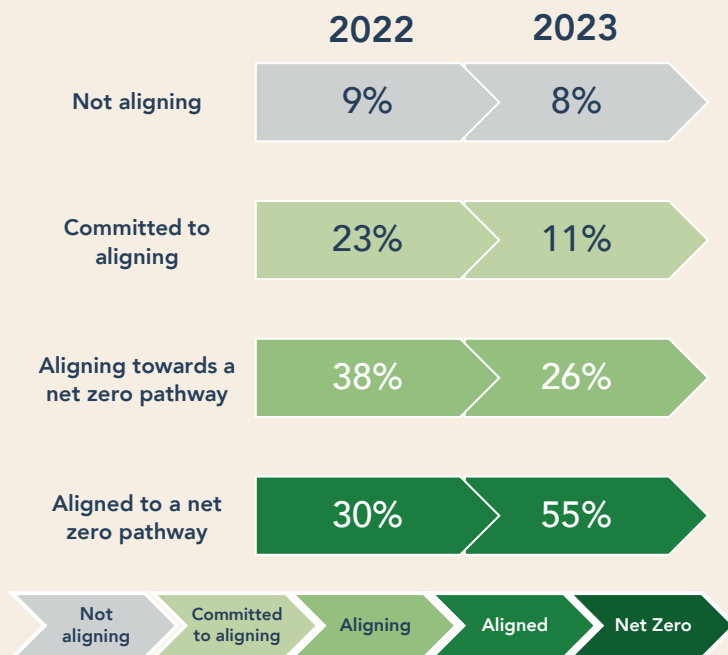 2022 2023
Not aligning 9% 8%
Committed to
aligning 23% 11%
Aligning towards a
net zero pathway 38% 26%
Aligned to a net
zero pathway 30% 55%
Not
aligning
Committed
to aligning
Aligning
Aligned
Net Zero